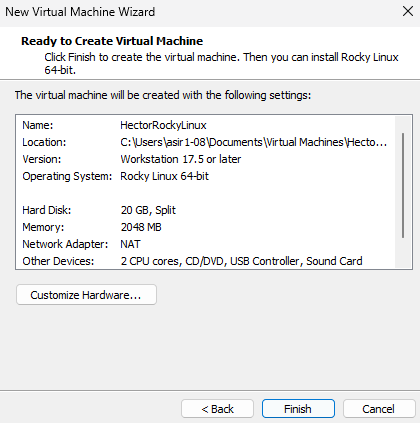 New Virtual Machine Wizard
Ready to Create Virtual Machine
Click Finish to create the virtual machine. Then you can install Rocky Linux
64-bit.
The virtual machine will be created with the following settings:
Name: HectorRockyLinux
Location: C:\Users\asir1-08\Documents\Virtual Machines\Hecto...
Version: Workstation 17.5 or later
Operating System: Rocky Linux 64-bit
Hard Disk: 20 GB, Split
Memory: 2048 MB
Network Adapter: NAT
Other Devices: 2 CPU cores, CD/DVD, USB Controller, Sound Card
Customize Hardware...
< Back Finish Cancel